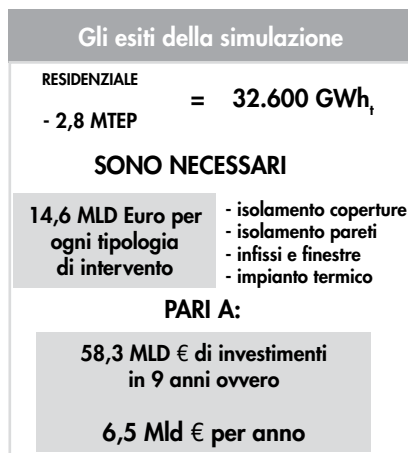 Gli esiti della simulazione
RESIDENZIALE
- 2,8 MTEP
= 32.600 GWht
SONO NECESSARI
14,6 MLD Euro per
ogni tipologia
di intervento
- isolamento coperture
- isolamento pareti
- infissi e finestre
- impianto termico
PARI A:
58,3 MLD € di investimenti
in 9 anni ovvero
6,5 Mld € per anno